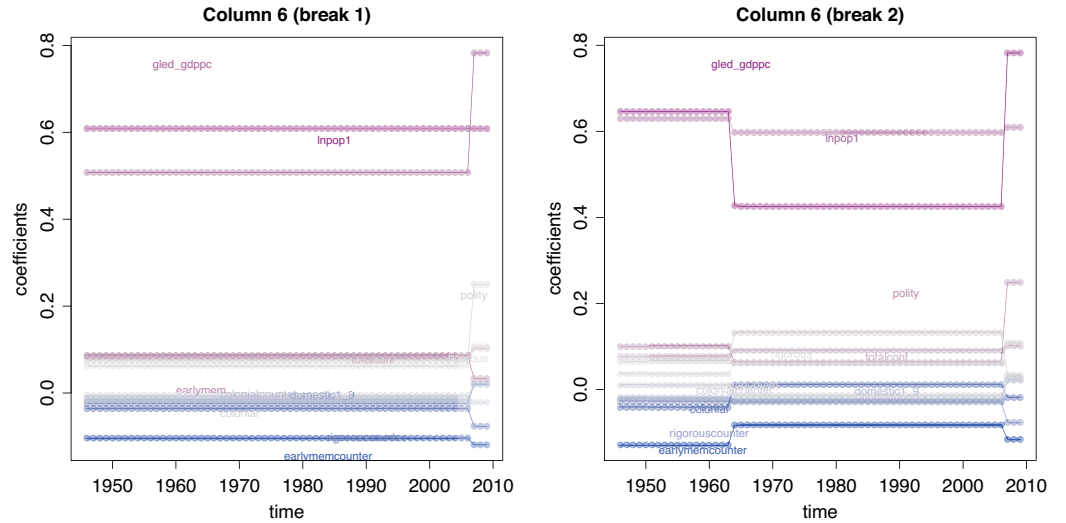 Column 6 (break 1)
coefficients
0.8
0.6
0.4
0.2
0.0
gled_gdppc
lnpop1
polity
earlymem
domestic1_9
colonial
rigorouscounter
earlymemcounter
1950 1960 1970 1980 1990 2000 2010
time
Column 6 (break 2)
coefficients
0.8
0.6
0.4
0.2
0.0
gled_gdppc
lnpop1
polity
totalconf
domestic1_9
colonial
rigorouscounter
earlymemcounter
1950 1960 1970 1980 1990 2000 2010
time